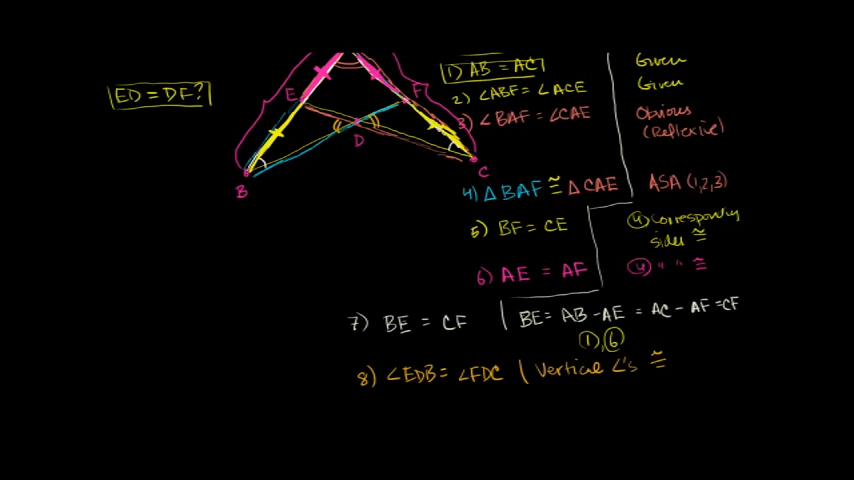 ED = DF?
E
F
D
B
C
1) AB = AC
Given
2) ∠ABF = ∠ACE
Given
3) ∠BAF = ∠CAE
Obvious
(Reflexive)
4) △BAF ≅ △CAE
ASA (1,2,3)
5) BF = CE
④ corresponding
sides ≅
6) AE = AF
④ " " ≅
7) BE = CF
BE = AB - AE = AC - AF = CF
①,⑥
8) ∠EDB = ∠FDC
Vertical ∠'s ≅